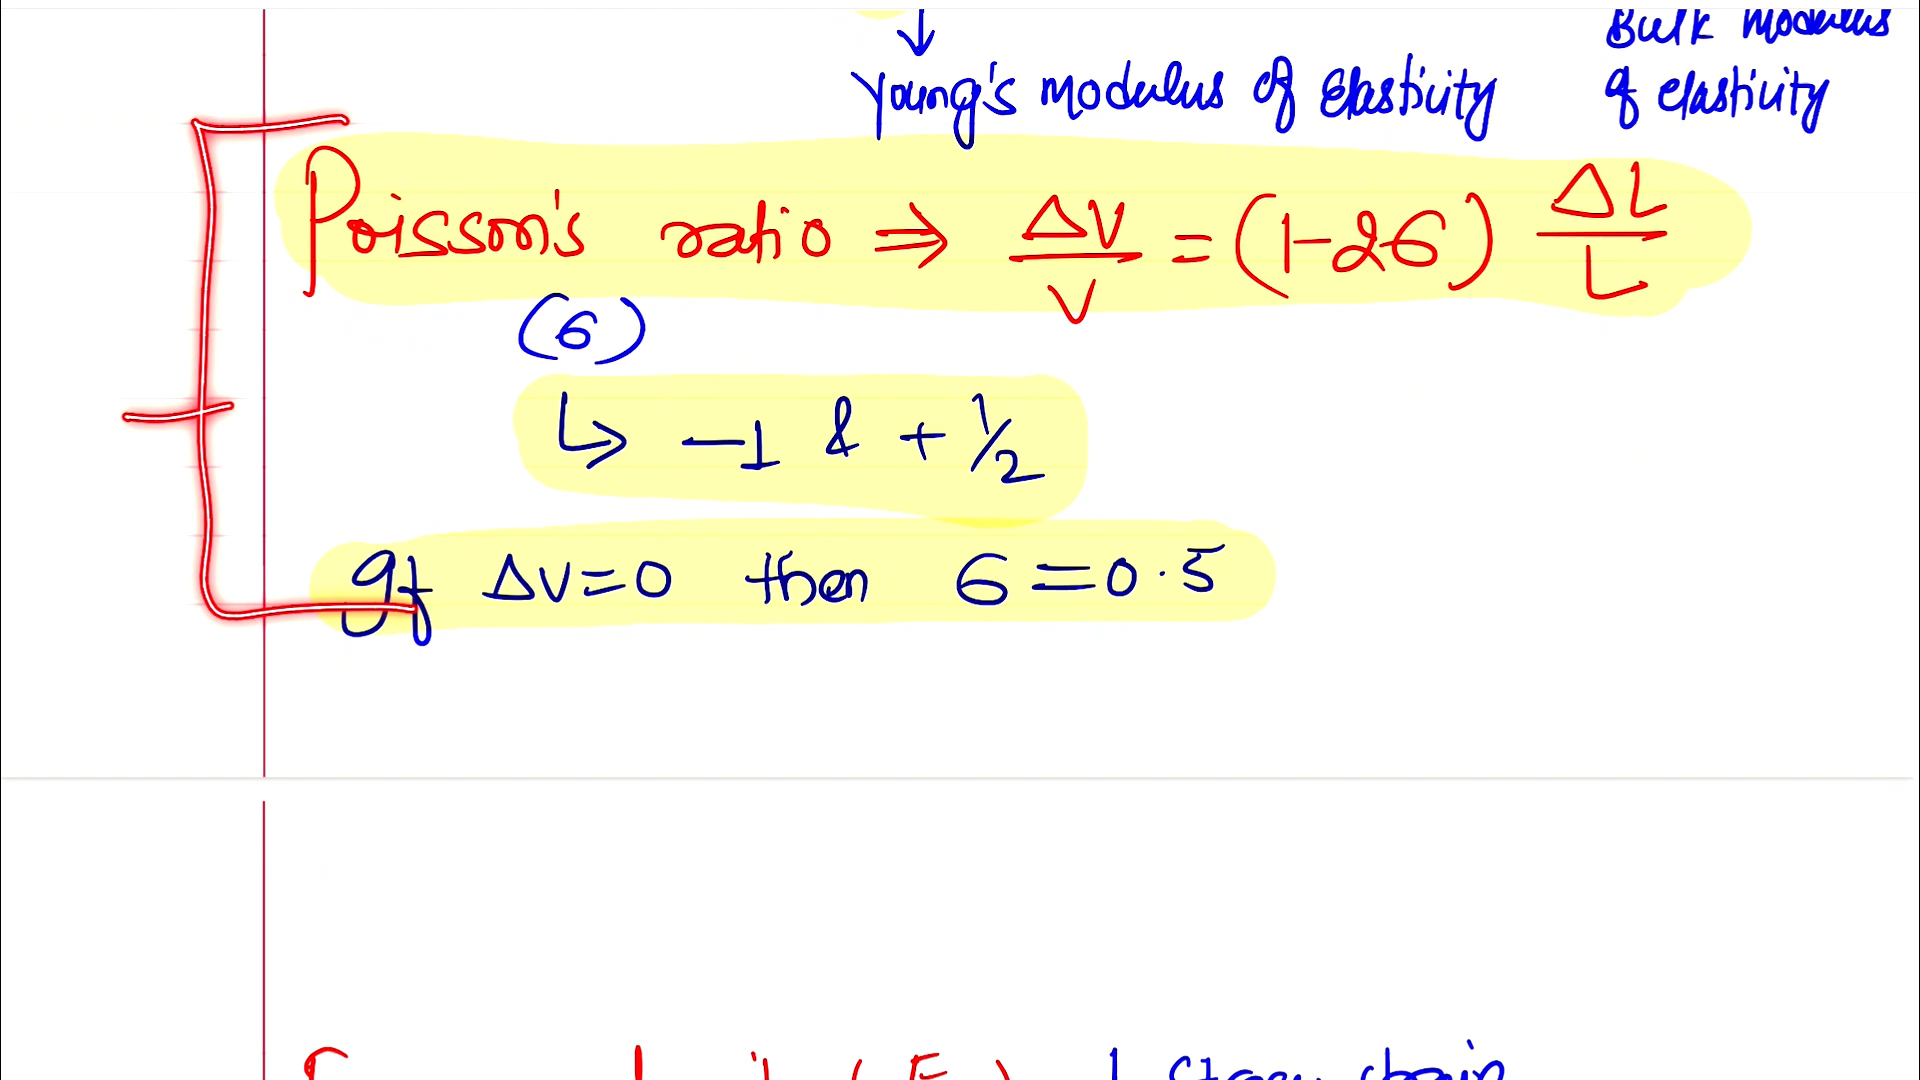 Bulk modulus
Young's modulus of Elasticity of elasticity
Poisson's ratio ⇒ ΔV/V = (1-2σ) ΔL/L
(σ)
↳ -1 & + 1/2
If ΔV=0 then σ=0.5